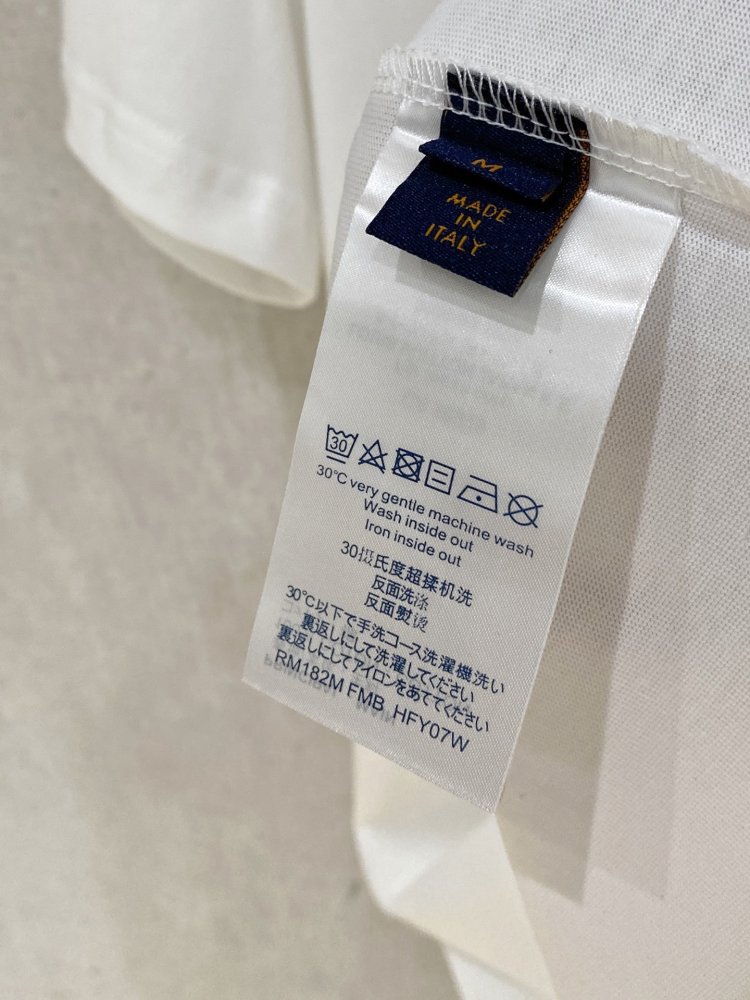 M
MADE
IN
ITALY
30
30°C very gentle machine wash
Wash inside out
Iron inside out
30摄氏度超揉机洗
反面洗涤
反面熨烫
30℃以下で手洗コース洗濯機洗い
裏返しにして洗濯してください
裏返しにしてアイロンをあててください
RM182M FMB HFY07W